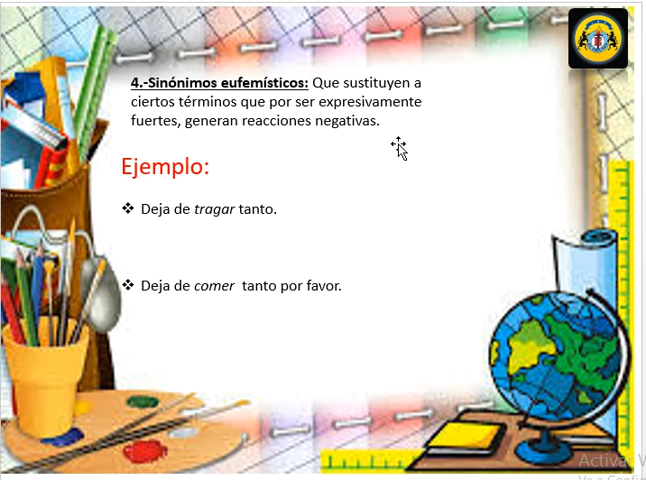 4.-Sinónimos eufemísticos: Que sustituyen a
ciertos términos que por ser expresivamente
fuertes, generan reacciones negativas.
Ejemplo:
❖ Deja de tragar tanto.
❖ Deja de comer tanto por favor.
Activar